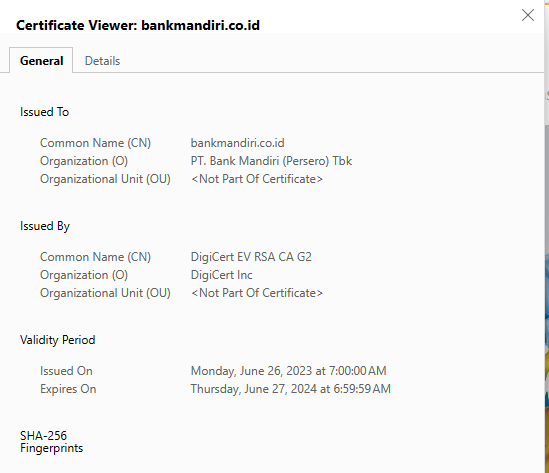 Certificate Viewer: bankmandiri.co.id
General Details
Issued To
Common Name (CN) bankmandiri.co.id
Organization (O) PT. Bank Mandiri (Persero) Tbk
Organizational Unit (OU) <Not Part Of Certificate>
Issued By
Common Name (CN) DigiCert EV RSA CA G2
Organization (O) DigiCert Inc
Organizational Unit (OU) <Not Part Of Certificate>
Validity Period
Issued On Monday, June 26, 2023 at 7:00:00 AM
Expires On Thursday, June 27, 2024 at 6:59:59 AM
SHA-256
Fingerprints